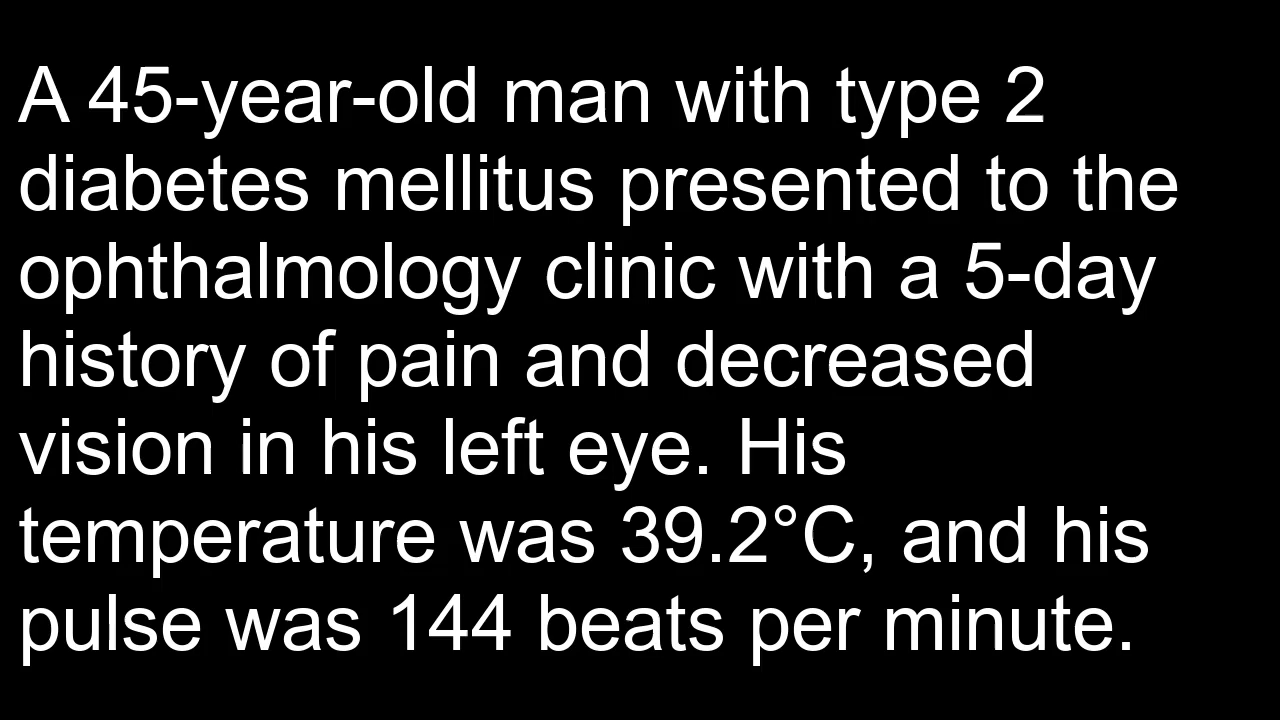 A 45-year-old man with type 2
diabetes mellitus presented to the
ophthalmology clinic with a 5-day
history of pain and decreased
vision in his left eye. His
temperature was 39.2°C, and his
pulse was 144 beats per minute.